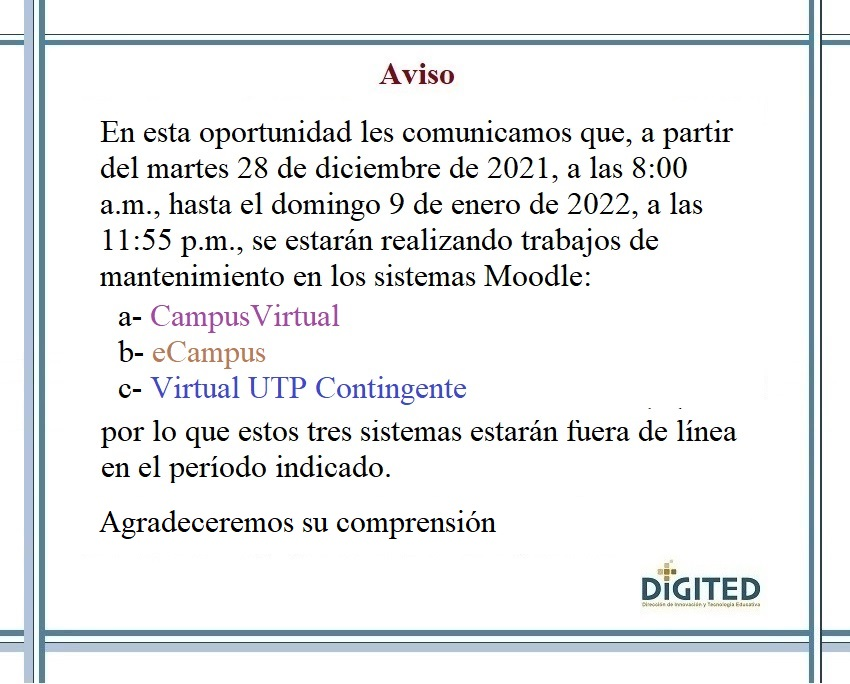 Aviso
En esta oportunidad les comunicamos que, a partir
del martes 28 de diciembre de 2021, a las 8:00
a.m., hasta el domingo 9 de enero de 2022, a las
11:55 p.m., se estarán realizando trabajos de
mantenimiento en los sistemas Moodle:
a- CampusVirtual
b- eCampus
c- Virtual UTP Contingente
por lo que estos tres sistemas estarán fuera de línea
en el período indicado.
Agradeceremos su comprensión
DiGITED
Dirección de Innovación y Tecnología Educativa